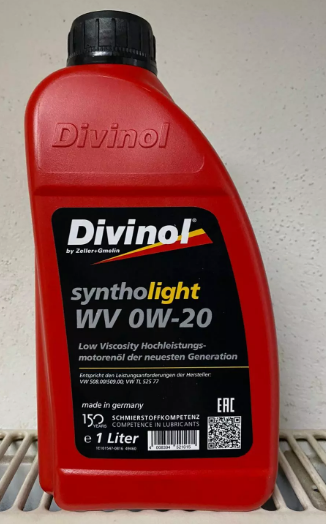 Divinol
Divinol®
by Zeller+Gmelin
syntholight
WV 0W-20
Low Viscosity Hochleistungs-
motorenöl der neuesten Generation
Entspricht den Leistungsanforderungen der Hersteller:
VW 508.00/509.00; VW TL 525 77
made in germany
EAC
150 YEARS
SCHMIERSTOFFKOMPETENZ
COMPETENCE IN LUBRICANTS
e 1 Liter